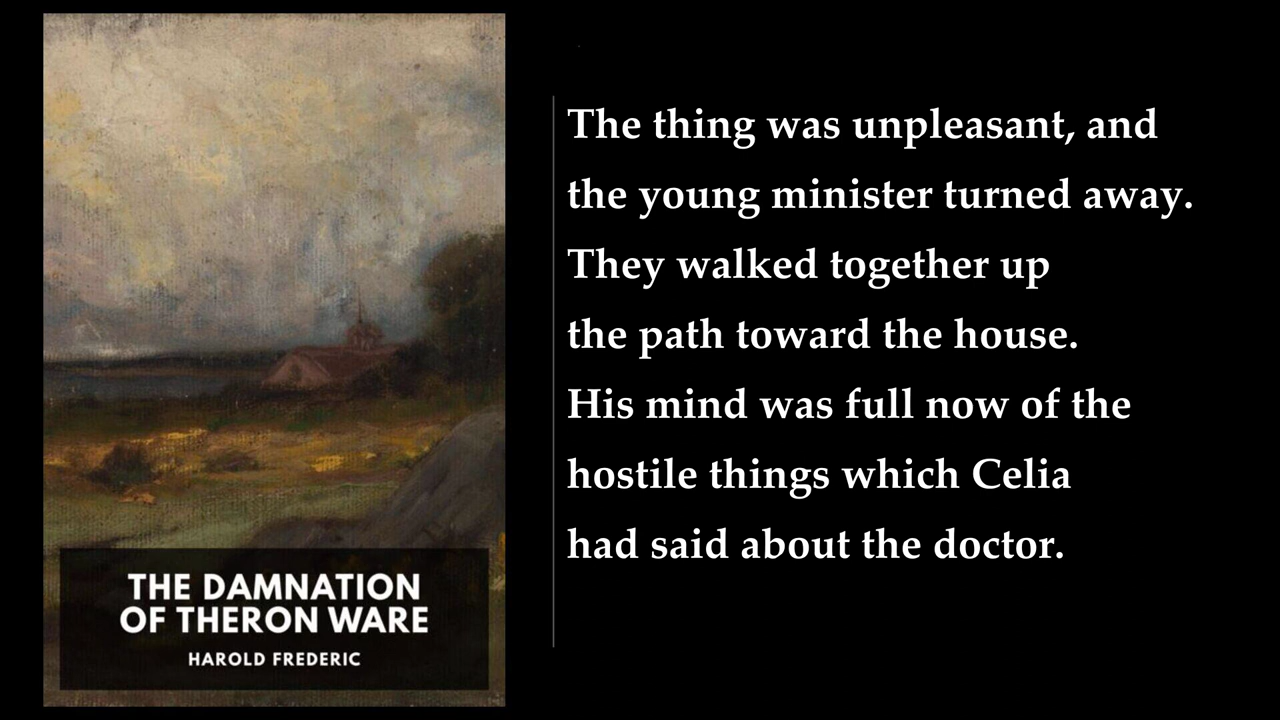 THE DAMNATION
OF THERON WARE
HAROLD FREDERIC
The thing was unpleasant, and
the young minister turned away.
They walked together up
the path toward the house.
His mind was full now of the
hostile things which Celia
had said about the doctor.